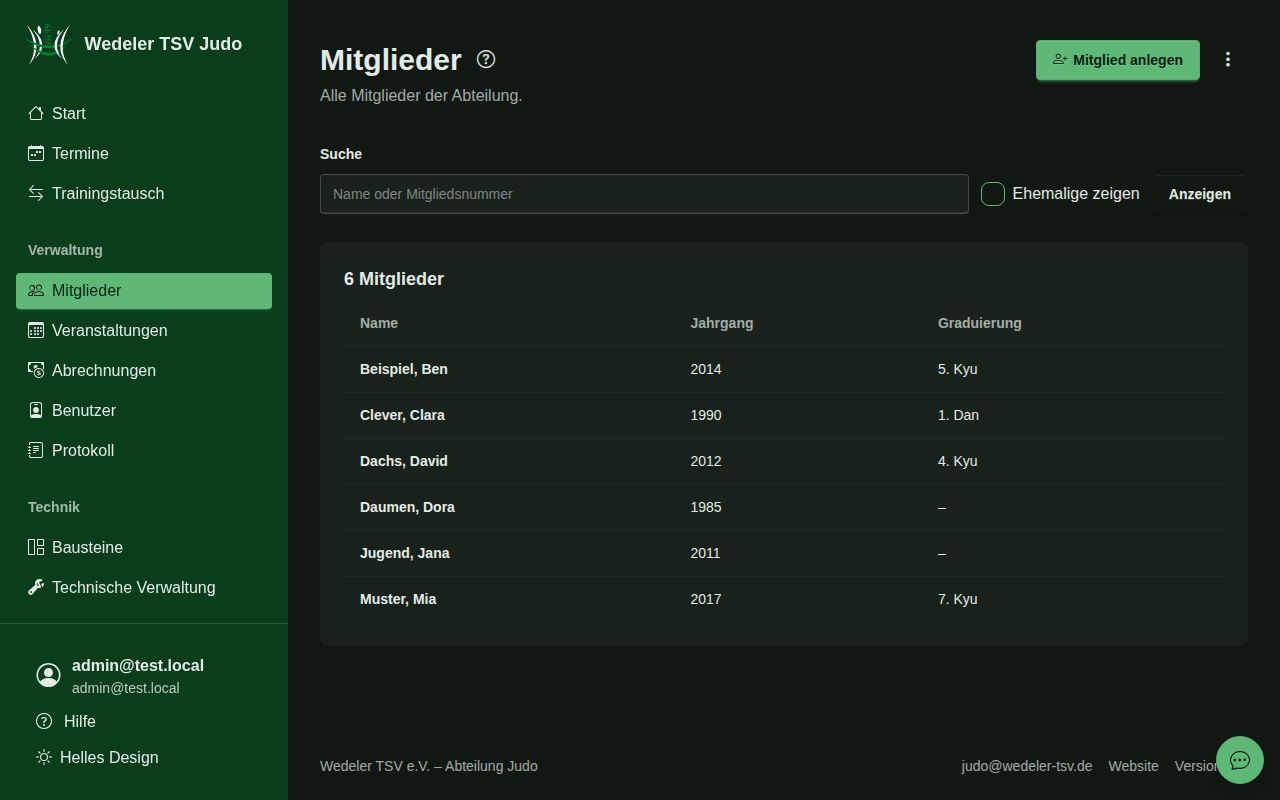 Wedeler TSV Judo
Start
Termine
Trainingstausch
Verwaltung
Mitglieder
Veranstaltungen
Abrechnungen
Benutzer
Protokoll
Technik
Bausteine
Technische Verwaltung
admin@test.local
admin@test.local
Hilfe
Helles Design
Mitglieder
Mitglied anlegen
Alle Mitglieder der Abteilung.
Suche
Name oder Mitgliedsnummer
Ehemalige zeigen
Anzeigen
6 Mitglieder
Name Jahrgang Graduierung
Beispiel, Ben 2014 5. Kyu
Clever, Clara 1990 1. Dan
Dachs, David 2012 4. Kyu
Daumen, Dora 1985 –
Jugend, Jana 2011 –
Muster, Mia 2017 7. Kyu
Wedeler TSV e.V. – Abteilung Judo
judo@wedeler-tsv.de Website